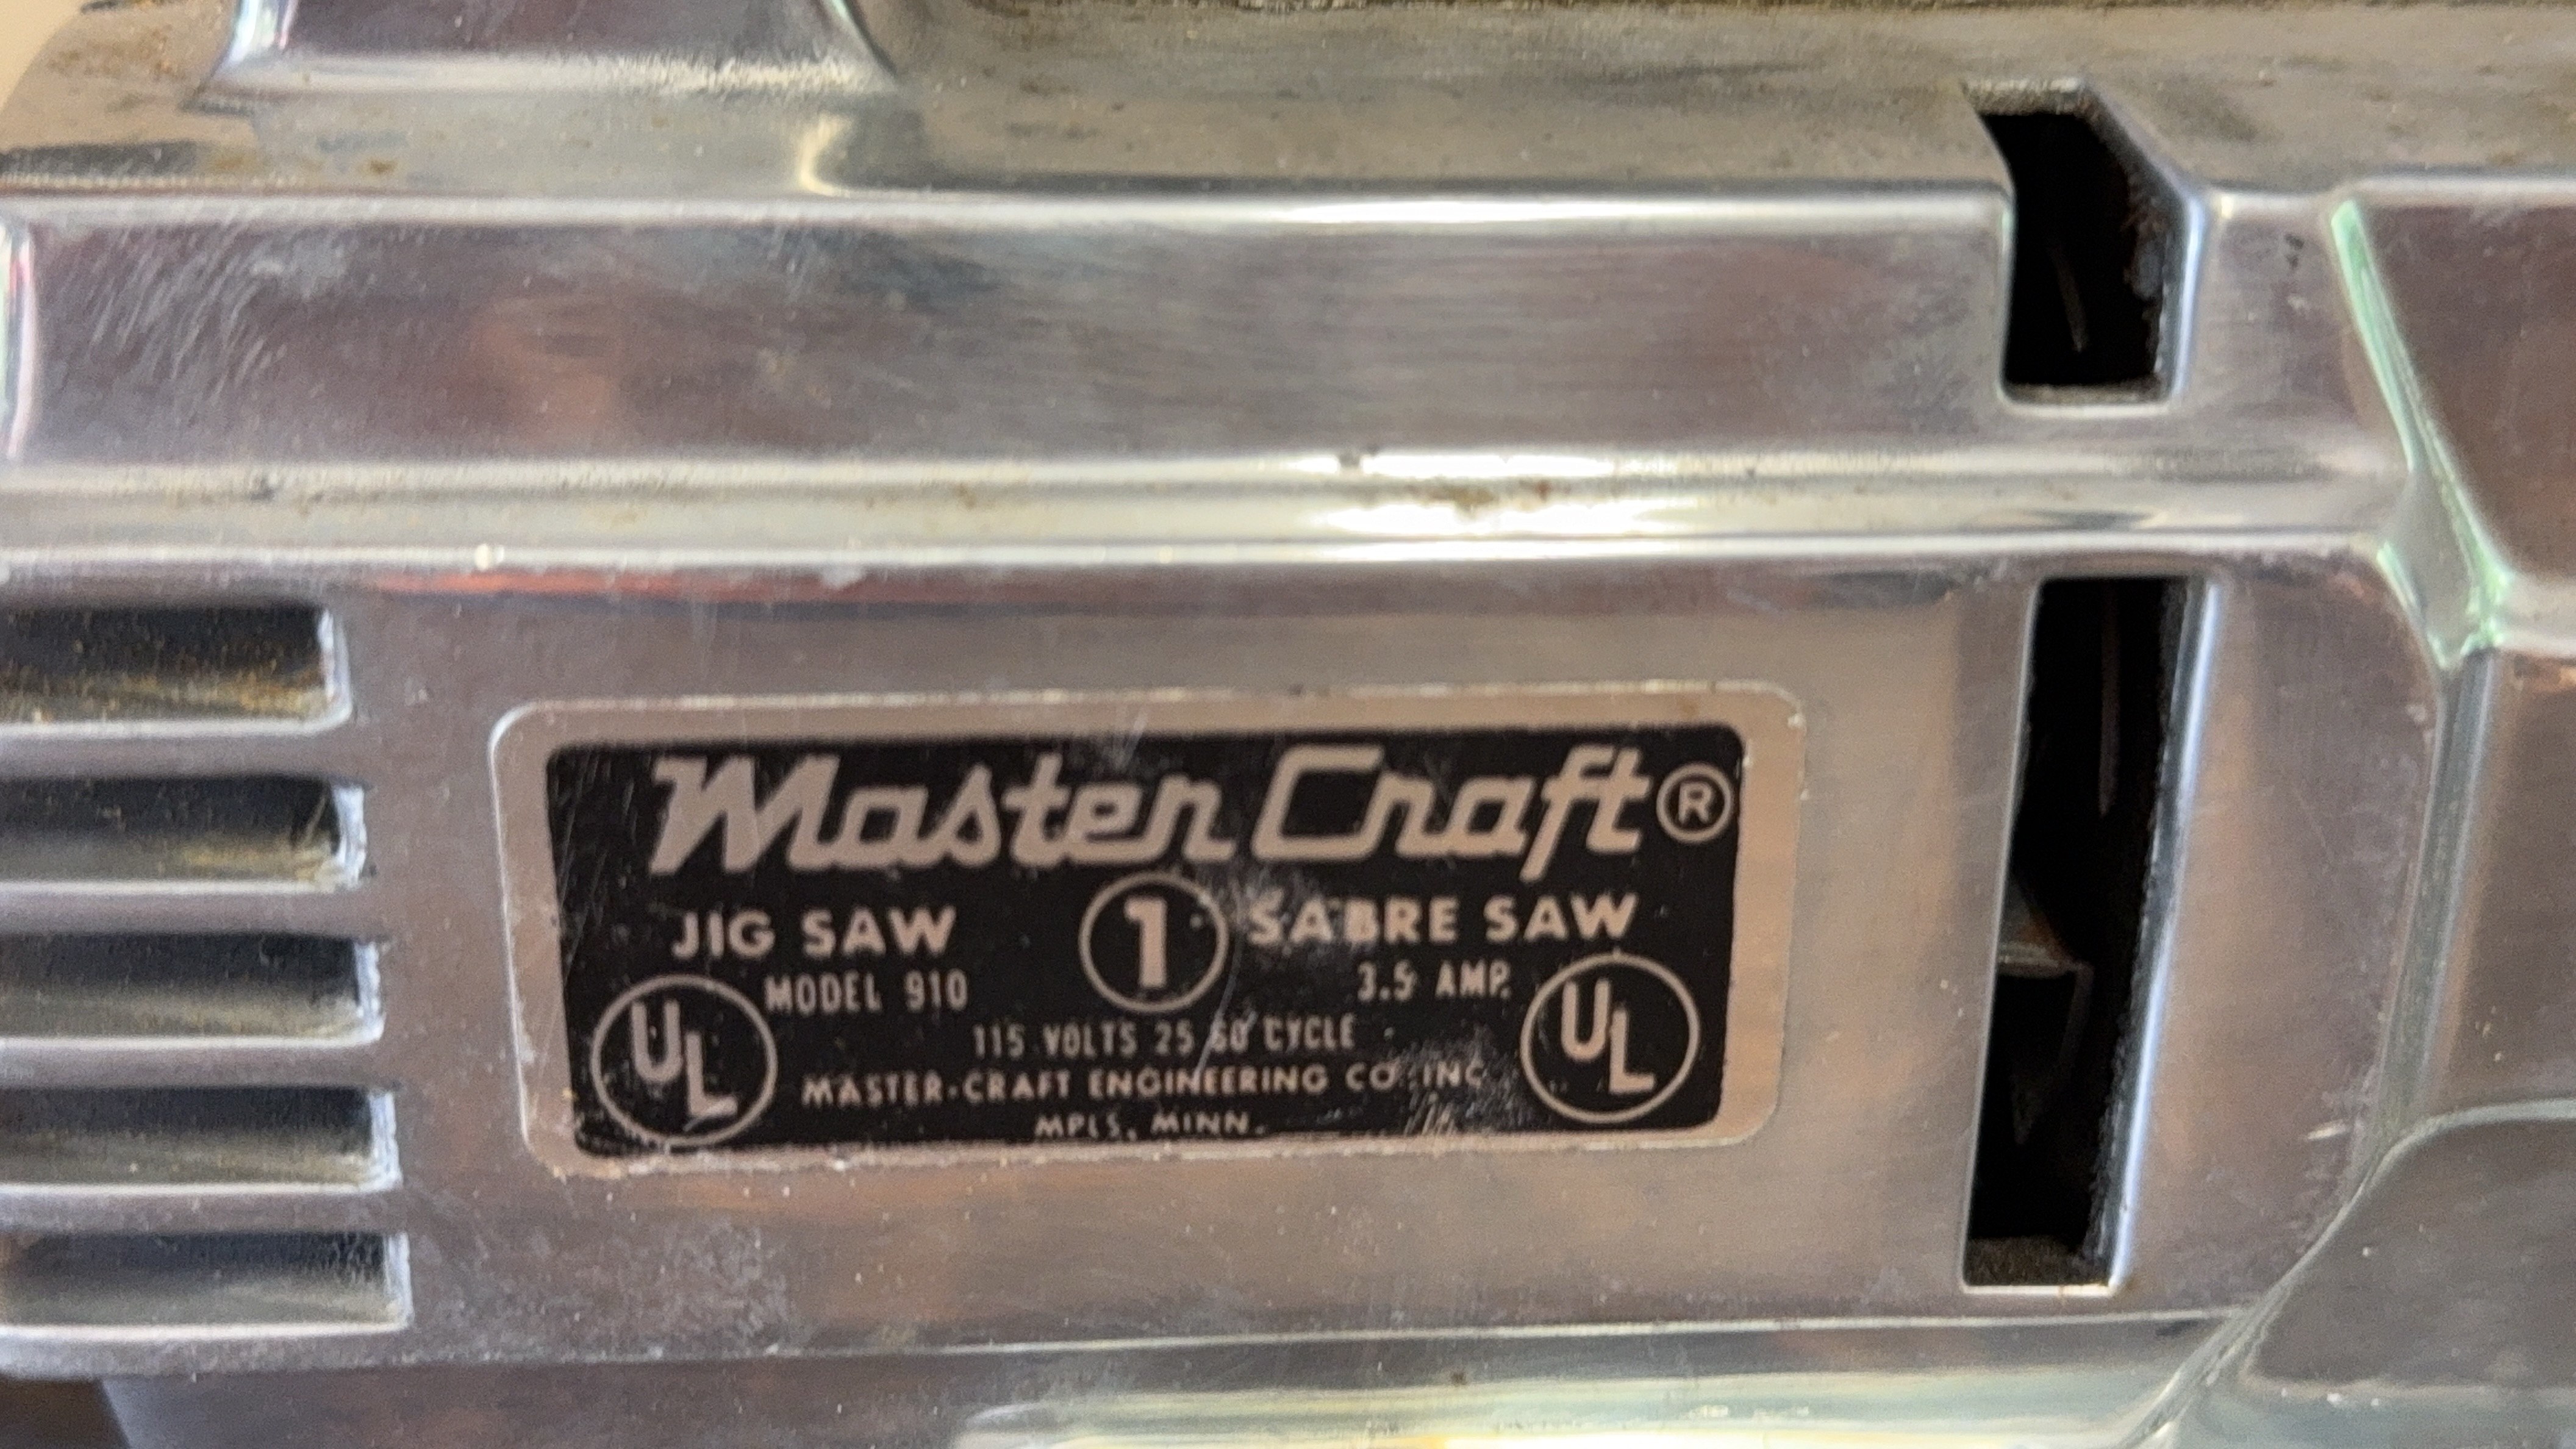 Master Craft®
JIG SAW 1 SABRE SAW
MODEL 910 3.5 AMP.
UL 115 VOLTS 25 60 CYCLE UL
MASTER-CRAFT ENGINEERING CO. INC.
MPLS, MINN.